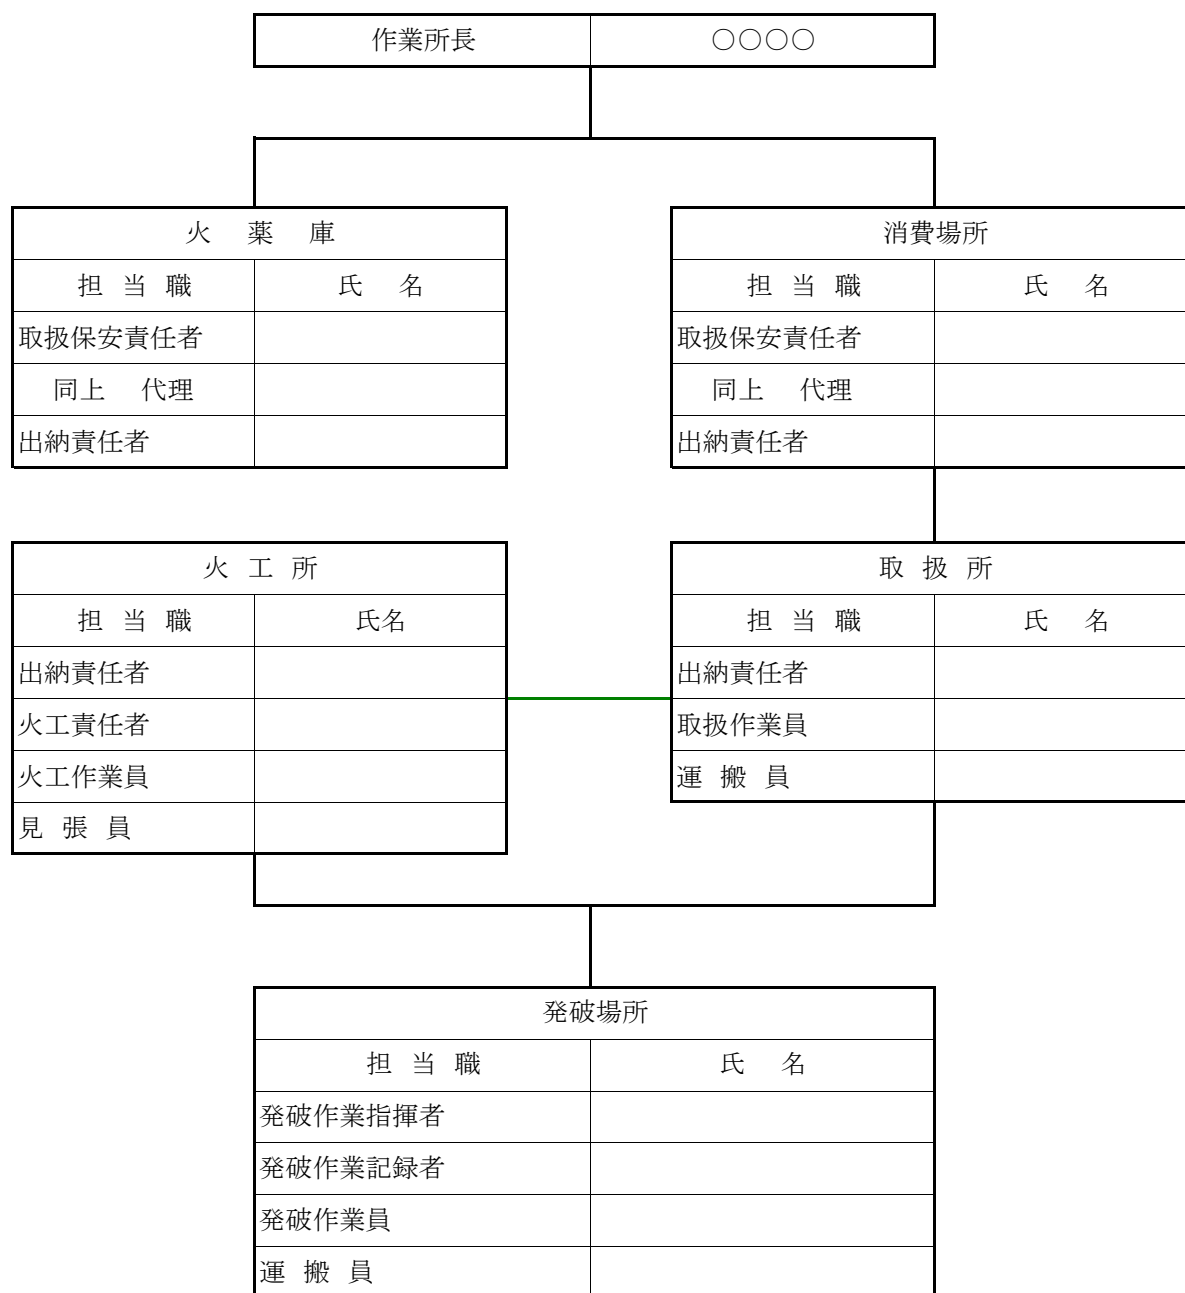 作業所長 ○○○○
火 薬 庫
担 当 職 氏 名
取扱保安責任者
同上 代理
出納責任者
消費場所
担 当 職 氏 名
取扱保安責任者
同上 代理
出納責任者
火 工 所
担 当 職 氏名
出納責任者
火工責任者
火工作業員
見 張 員
取 扱 所
担 当 職 氏 名
出納責任者
取扱作業員
運 搬 員
発破場所
担 当 職 氏 名
発破作業指揮者
発破作業記録者
発破作業員
運 搬 員